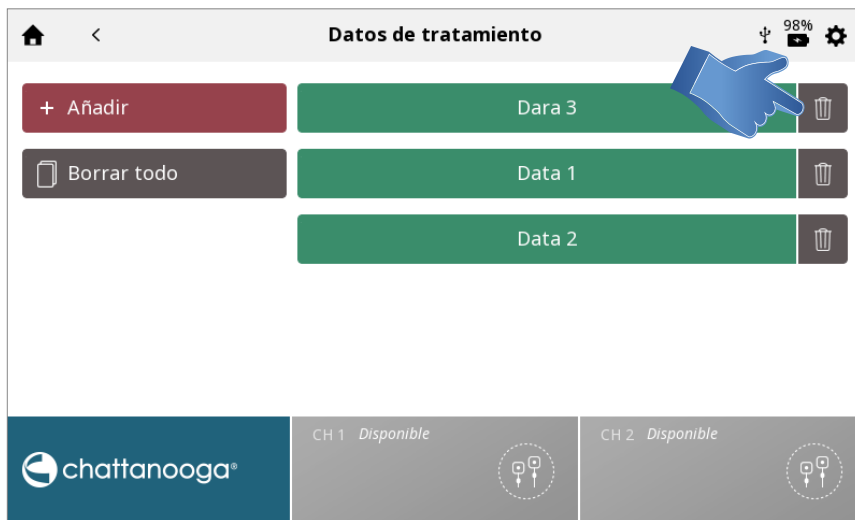 Datos de tratamiento
98%
+ Añadir
Dara 3
Borrar todo
Data 1
Data 2
chattanooga®
CH 1 Disponible
CH 2 Disponible